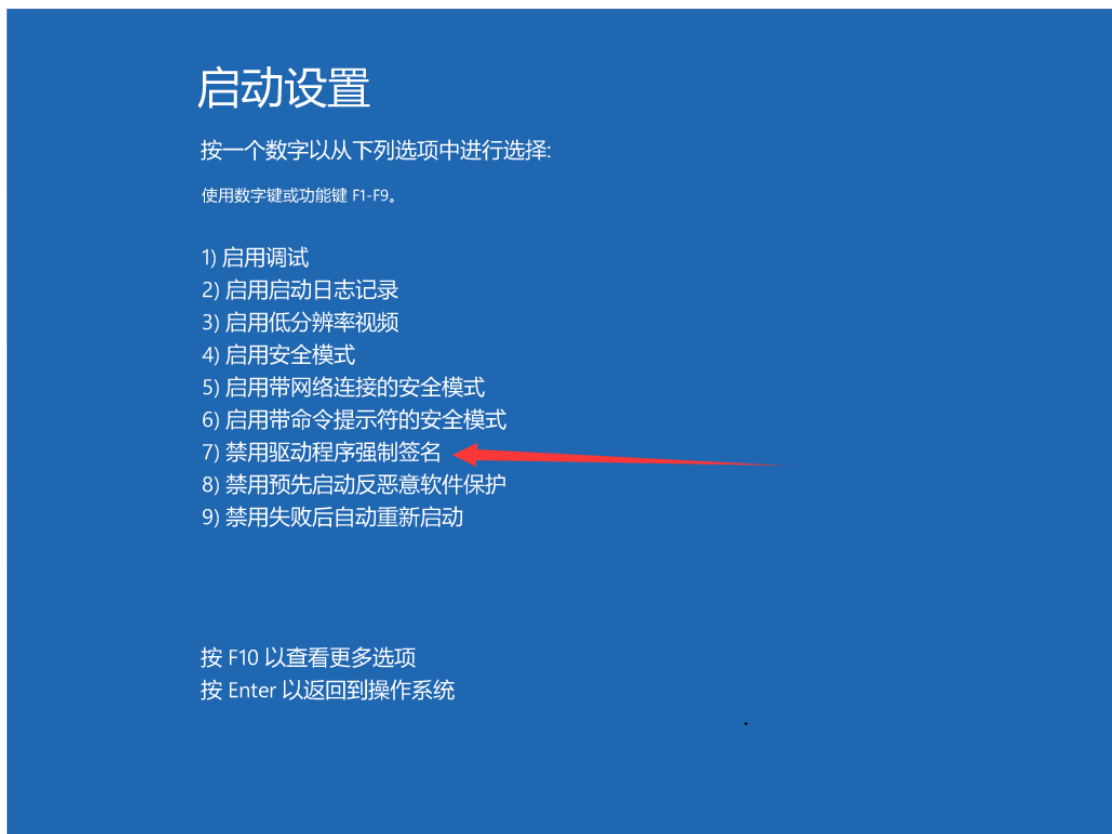 启动设置
按一个数字以从下列选项中进行选择:
使用数字键或功能键 F1-F9。
1) 启用调试
2) 启用启动日志记录
3) 启用低分辨率视频
4) 启用安全模式
5) 启用带网络连接的安全模式
6) 启用带命令提示符的安全模式
7) 禁用驱动程序强制签名
8) 禁用预先启动反恶意软件保护
9) 禁用失败后自动重新启动
按 F10 以查看更多选项
按 Enter 以返回到操作系统